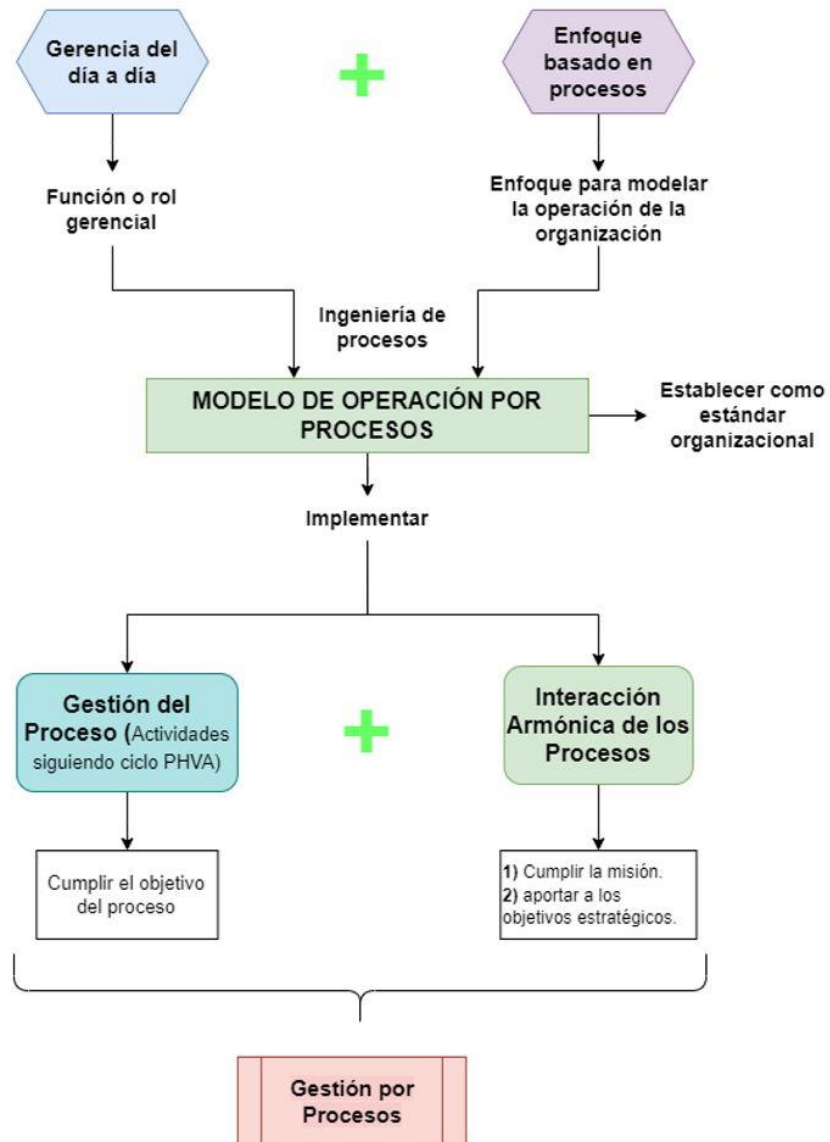 Gerencia del
día a día
Enfoque
basado en
procesos
Función o rol
gerencial
Enfoque para modelar
la operación de la
organización
Ingeniería de
procesos
MODELO DE OPERACIÓN POR
PROCESOS
Establecer como
estándar
organizacional
Implementar
Gestión del
Proceso (Actividades
siguiendo ciclo PHVA)
Interacción
Armónica de los
Procesos
Cumplir el objetivo
del proceso
1) Cumplir la misión.
2) aportar a los
objetivos estratégicos.
Gestión por
Procesos